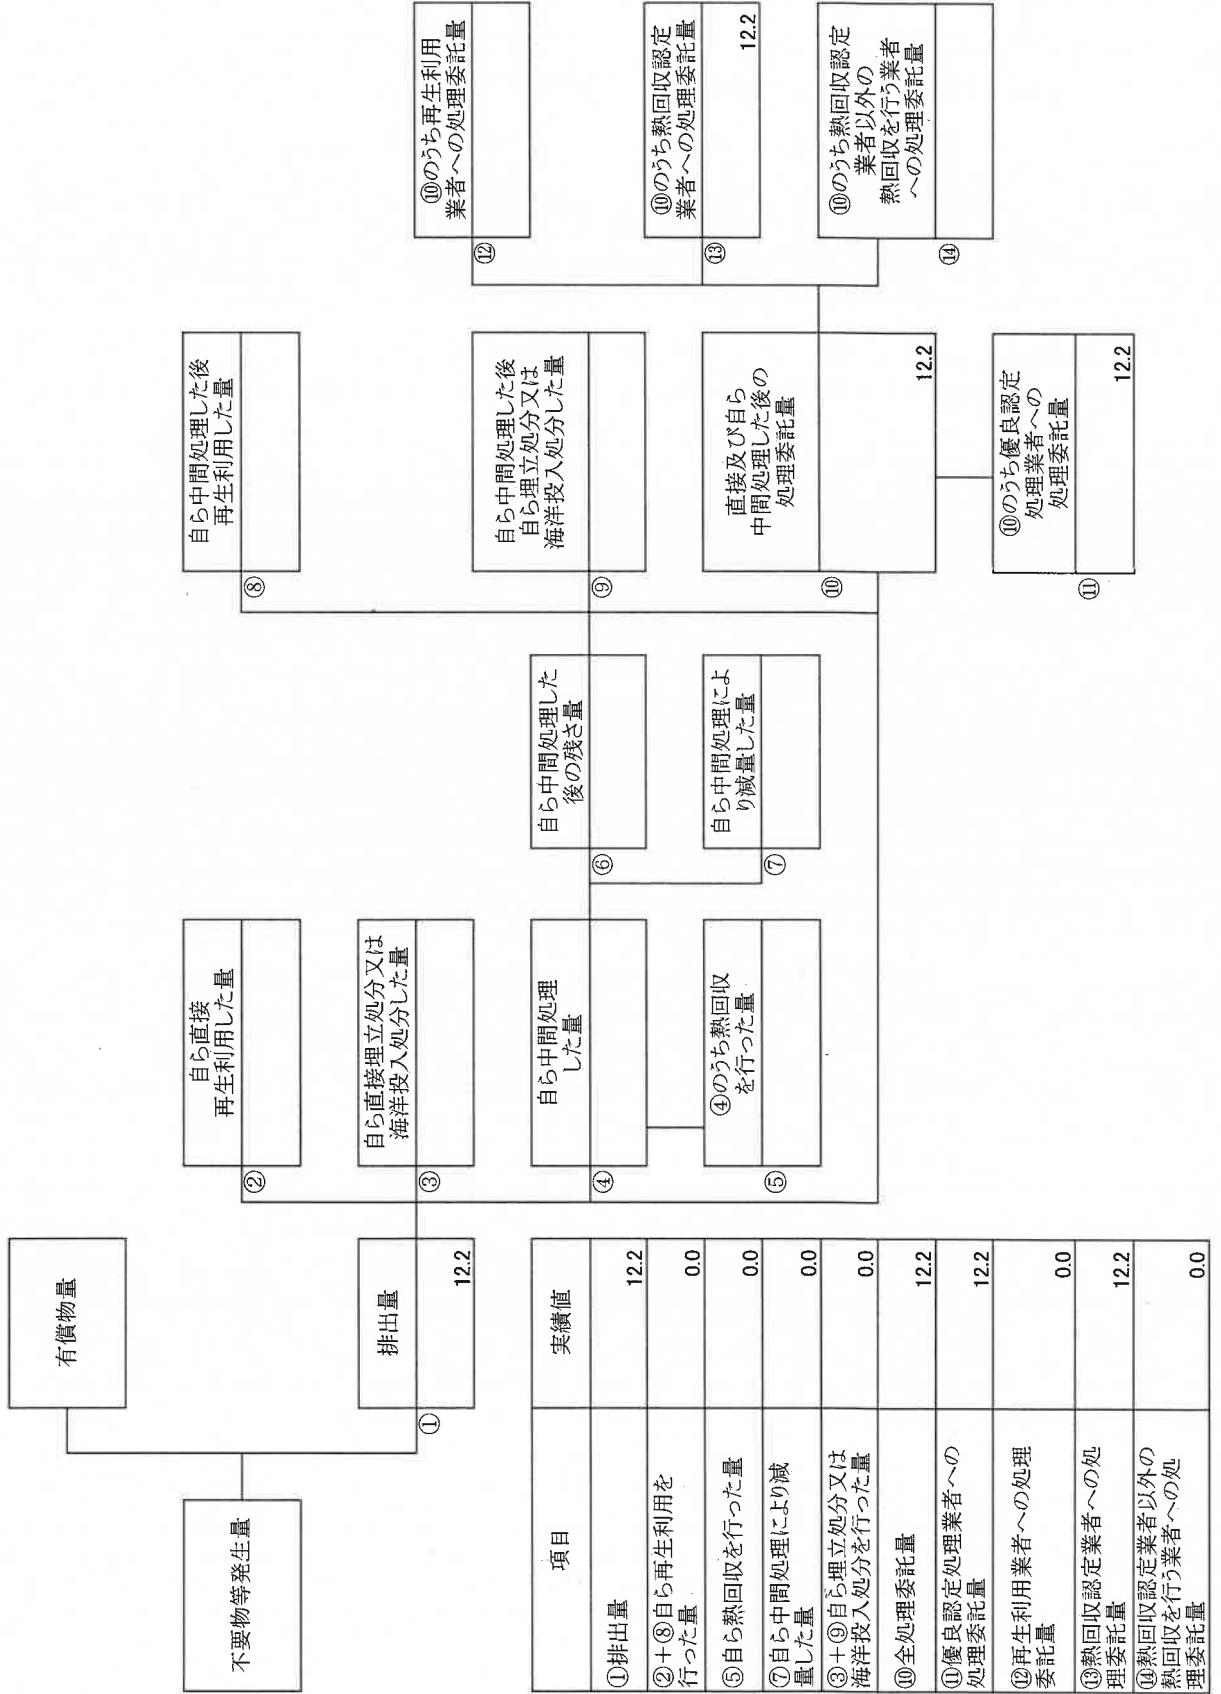 有償物量
不要物等発生量
排出量
①
12.2
自ら直接
再生利用した量
②
自ら直接埋立処分又は
海洋投入処分した量
③
自ら中間処理
した量
④
④のうち熱回収
を行った量
⑤
自ら中間処理した
後の残さ量
⑥
自ら中間処理によ
り減量した量
⑦
自ら中間処理した後
再生利用した量
⑧
自ら中間処理した後
自ら埋立処分又は
海洋投入処分した量
⑨
直接及び自ら
中間処理した後の
処理委託量
⑩
12.2
⑩のうち優良認定
処理業者への
処理委託量
⑪
12.2
⑩のうち再生利用
業者への処理委託量
⑫
⑩のうち熱回収認定
業者への処理委託量
⑬
12.2
⑩のうち熱回収認定
業者以外の
熱回収を行う業者
への処理委託量
⑭
項目
実績値
①排出量
12.2
②+⑧自ら再生利用を
行った量
0.0
⑤自ら熱回収を行った量
0.0
⑦自ら中間処理により減
量した量
0.0
③+⑨自ら埋立処分又は
海洋投入処分を行った量
0.0
⑩全処理委託量
12.2
⑪優良認定処理業者への
処理委託量
12.2
⑫再生利用業者への処理
委託量
0.0
⑬熱回収認定業者への処
理委託量
12.2
⑭熱回収認定業者以外の
熱回収を行う業者への処
理委託量
0.0